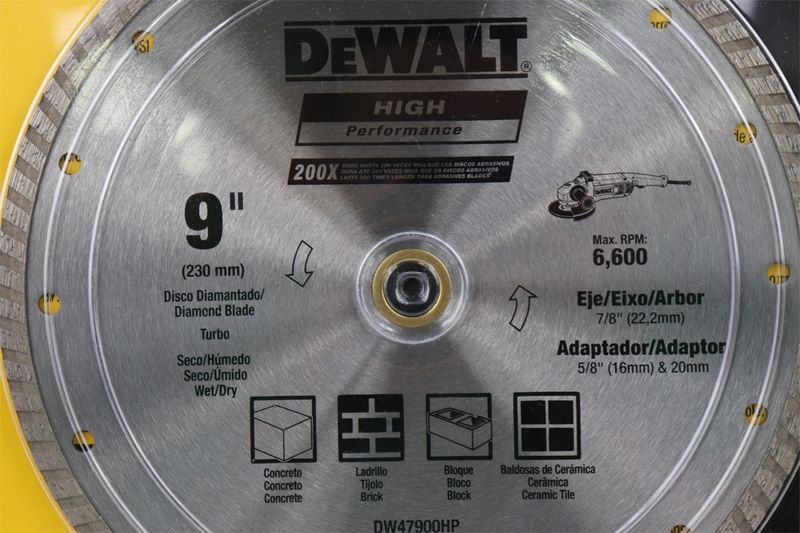 DEWALT®
HIGH
Performance
200X DURA HASTA 200 VECES MAS QUE LOS DISCOS ABRASIVOS
DURA ATÉ 200 VEZES MAIS QUE OS DISCOS ABRASIVOS
LASTS 200 TIMES LONGER THAN ABRASIVES BLADES
9"
(230 mm)
Disco Diamantado/
Diamond Blade
Turbo
Seco/Húmedo
Seco/Úmido
Wet/Dry
DEWALT
Max. RPM:
6,600
Eje/Eixo/Arbor
7/8" (22,2mm)
Adaptador/Adaptor
5/8" (16mm) & 20mm
Concreto
Concreto
Concrete
Ladrillo
Tijolo
Brick
Bloque
Bloco
Block
Baldosas de Cerámica
Cerâmica
Ceramic Tile
DW47900HP